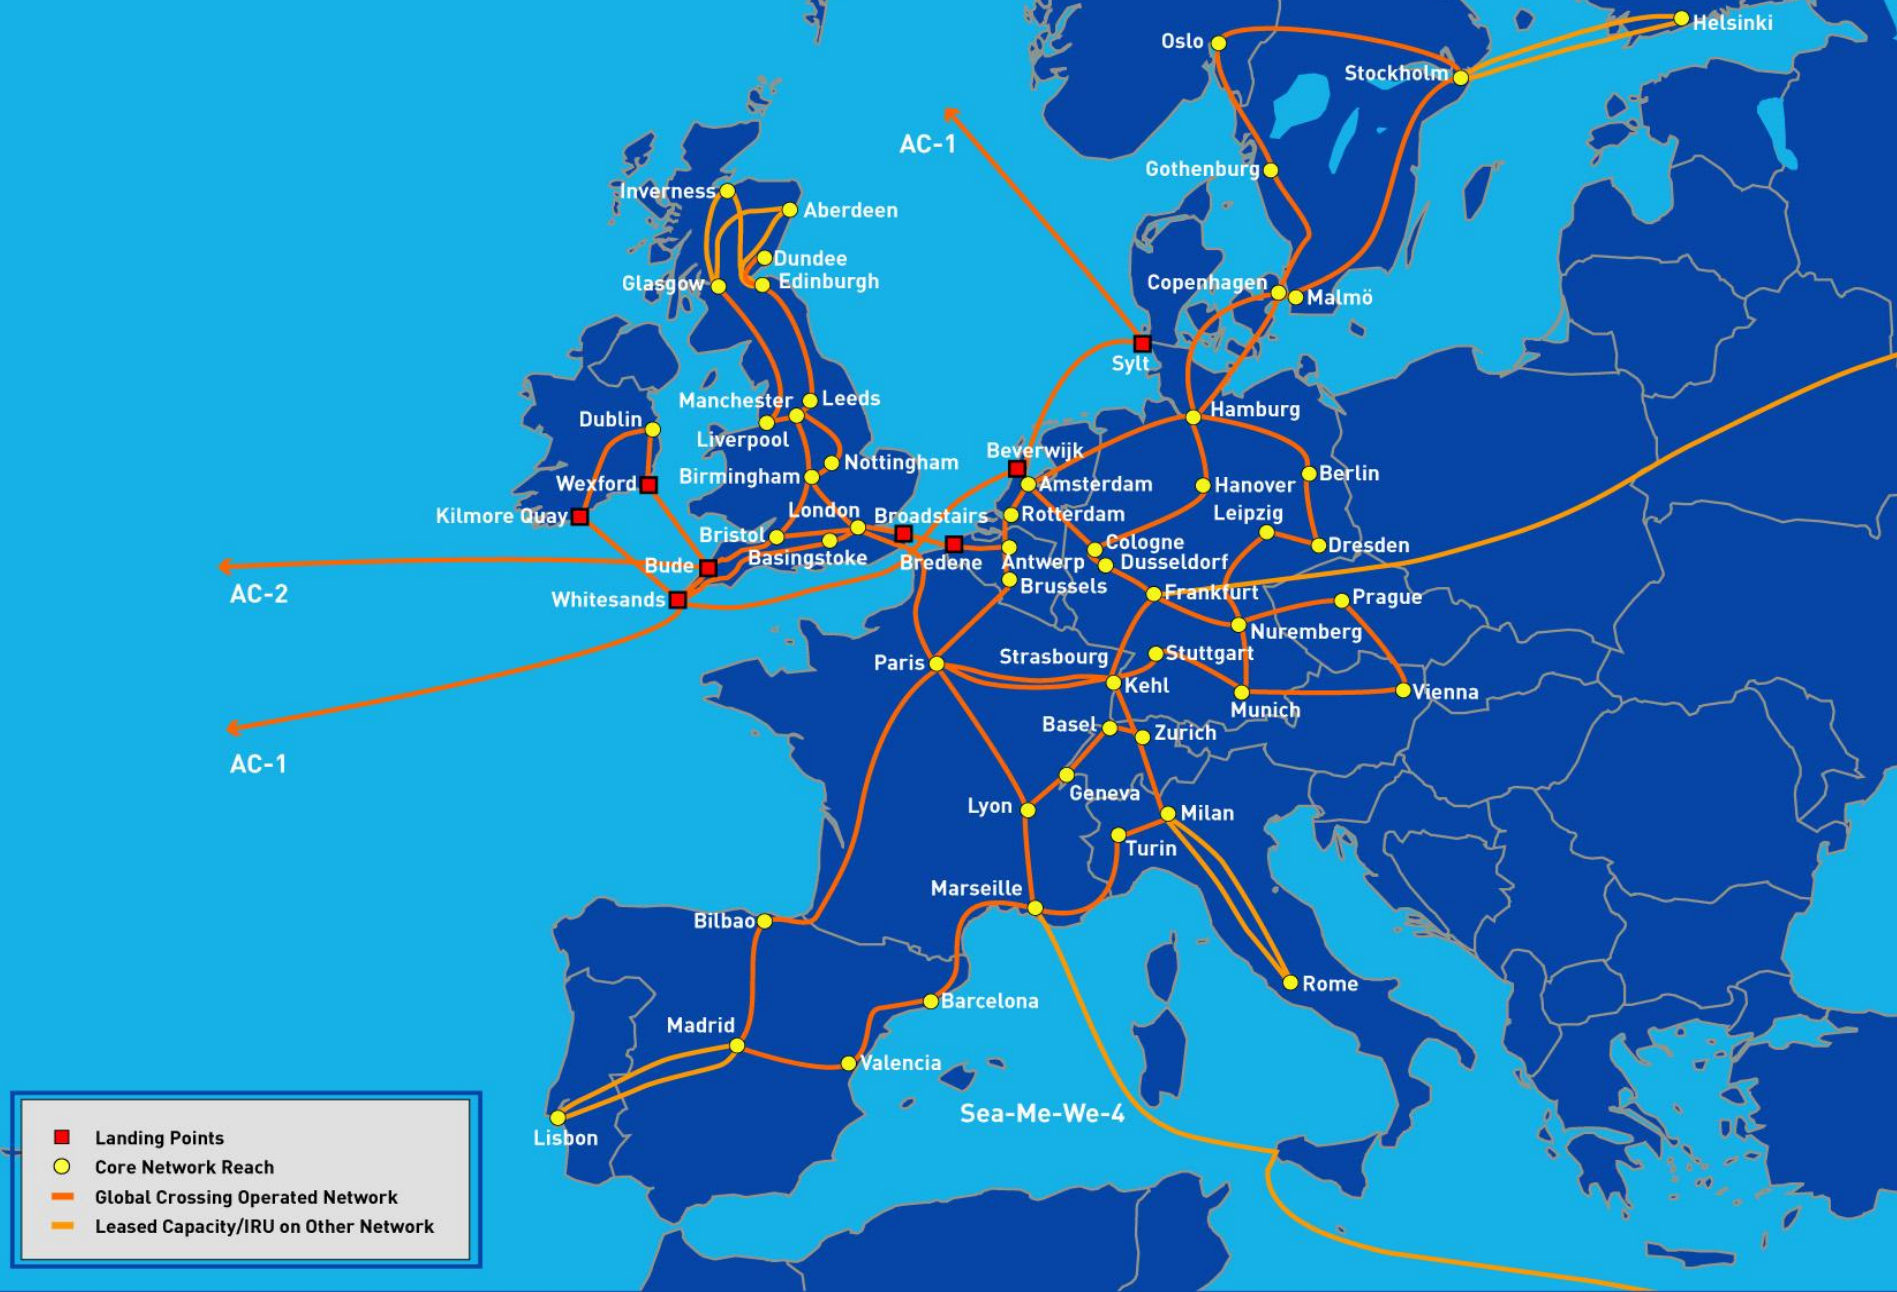 Oslo
Helsinki
Stockholm
AC-1
Gothenburg
Inverness
Aberdeen
Dundee
Glasgow
Edinburgh
Copenhagen
Malmö
Sylt
Manchester
Leeds
Hamburg
Dublin
Liverpool
Beverwijk
Nottingham
Birmingham
Wexford
Amsterdam
Hanover
Berlin
Kilmore Quay
London
Broadstairs
Rotterdam
Leipzig
Bristol
Basingstoke
Bude
Bredene
Antwerp
Cologne
Dusseldorf
Dresden
Brussels
AC-2
Whitesands
Frankfurt
Prague
Nuremberg
Paris
Strasbourg
Stuttgart
Kehl
Vienna
Munich
Basel
Zurich
AC-1
Geneva
Lyon
Milan
Turin
Marseille
Bilbao
Rome
Barcelona
Madrid
Valencia
Sea-Me-We-4
Lisbon
Landing Points
Core Network Reach
Global Crossing Operated Network
Leased Capacity/IRU on Other Network